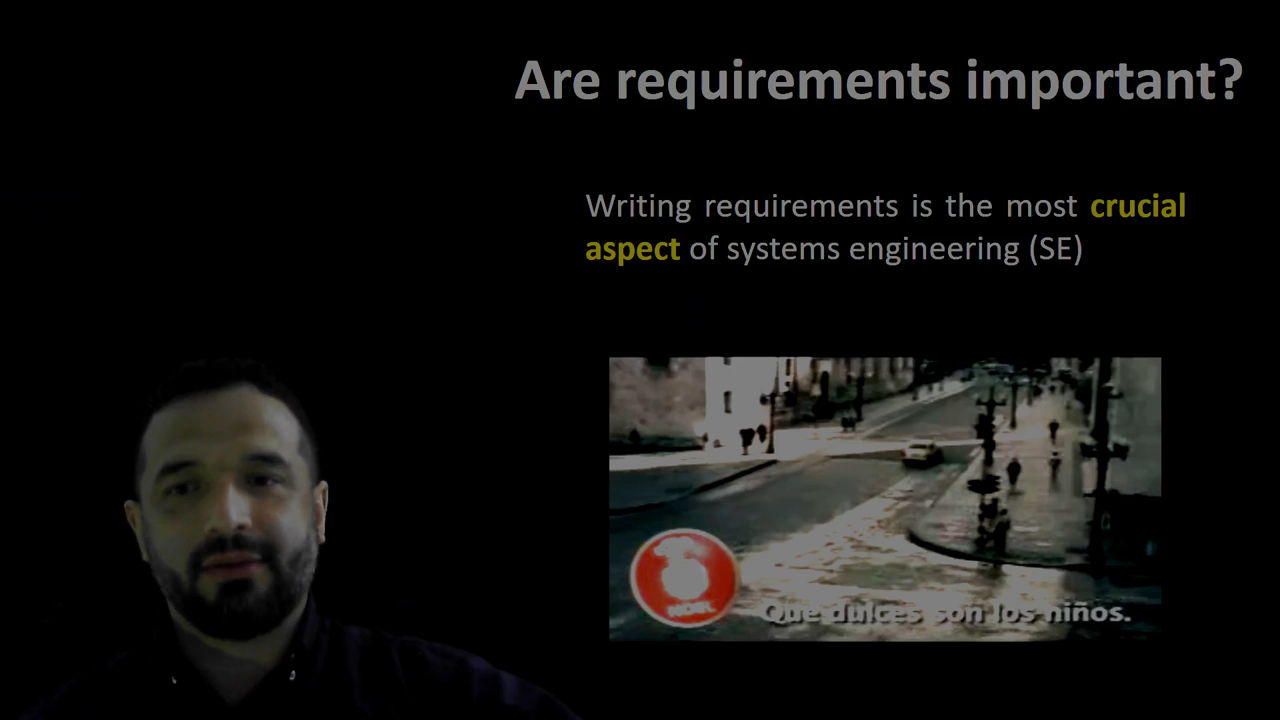 Are requirements important?
Writing requirements is the most crucial
aspect of systems engineering (SE)
NOEL
Que dulces son los niños.